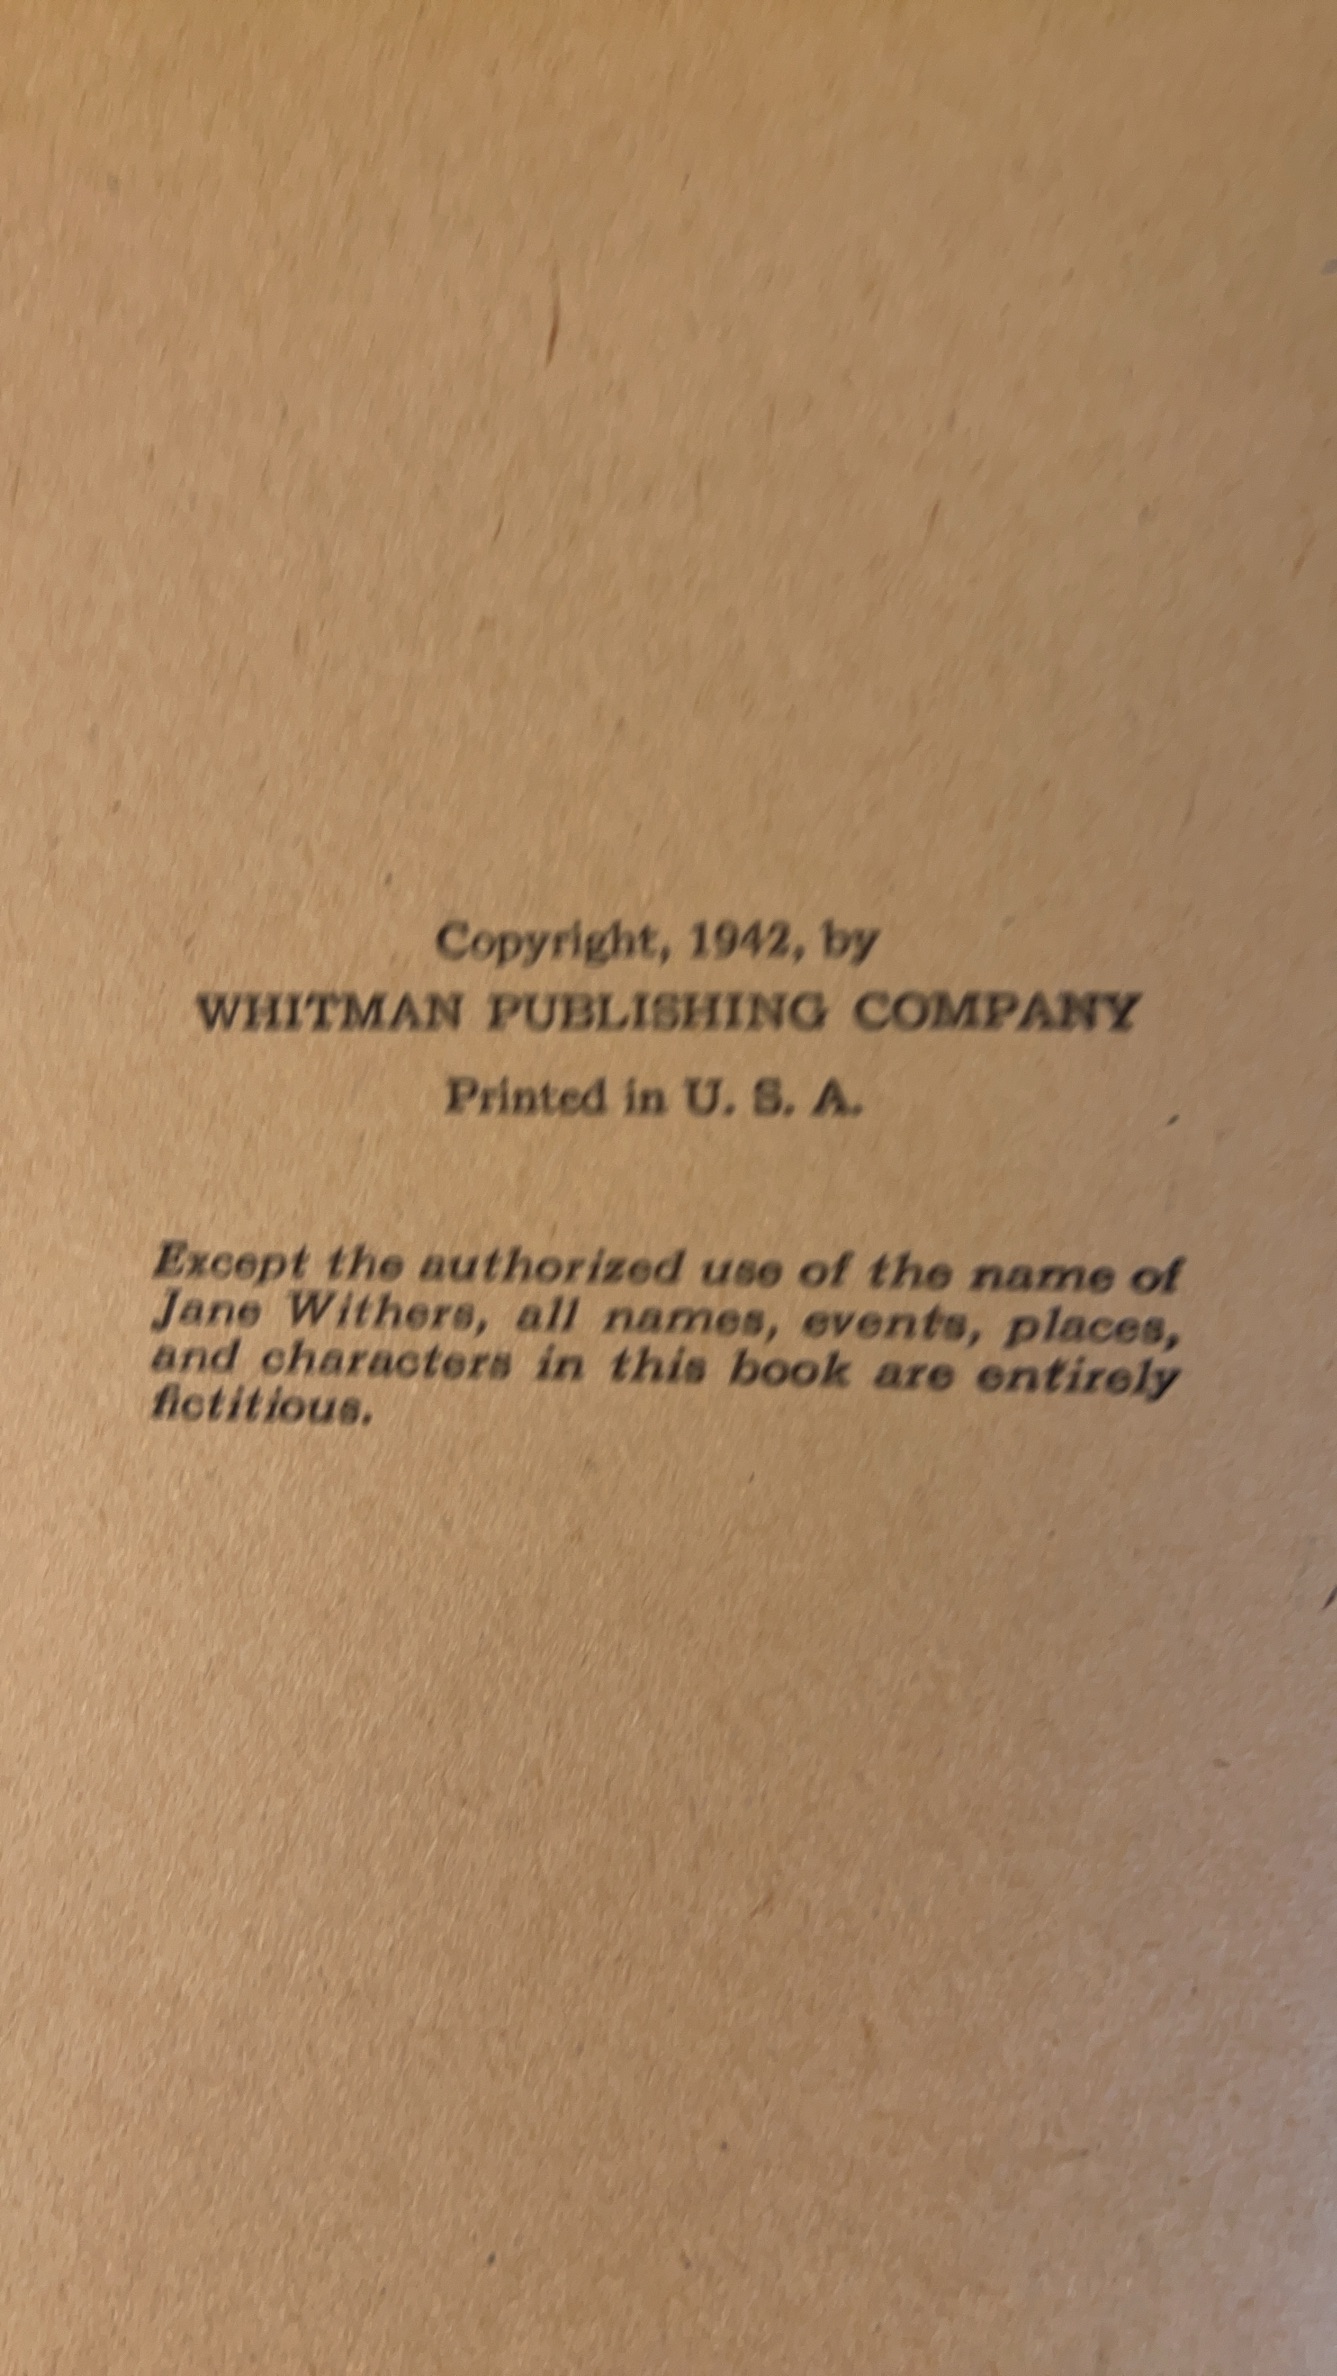 Copyright, 1942, by
WHITMAN PUBLISHING COMPANY
Printed in U. S. A.
Except the authorized use of the name of
Jane Withers, all names, events, places,
and characters in this book are entirely
fictitious.